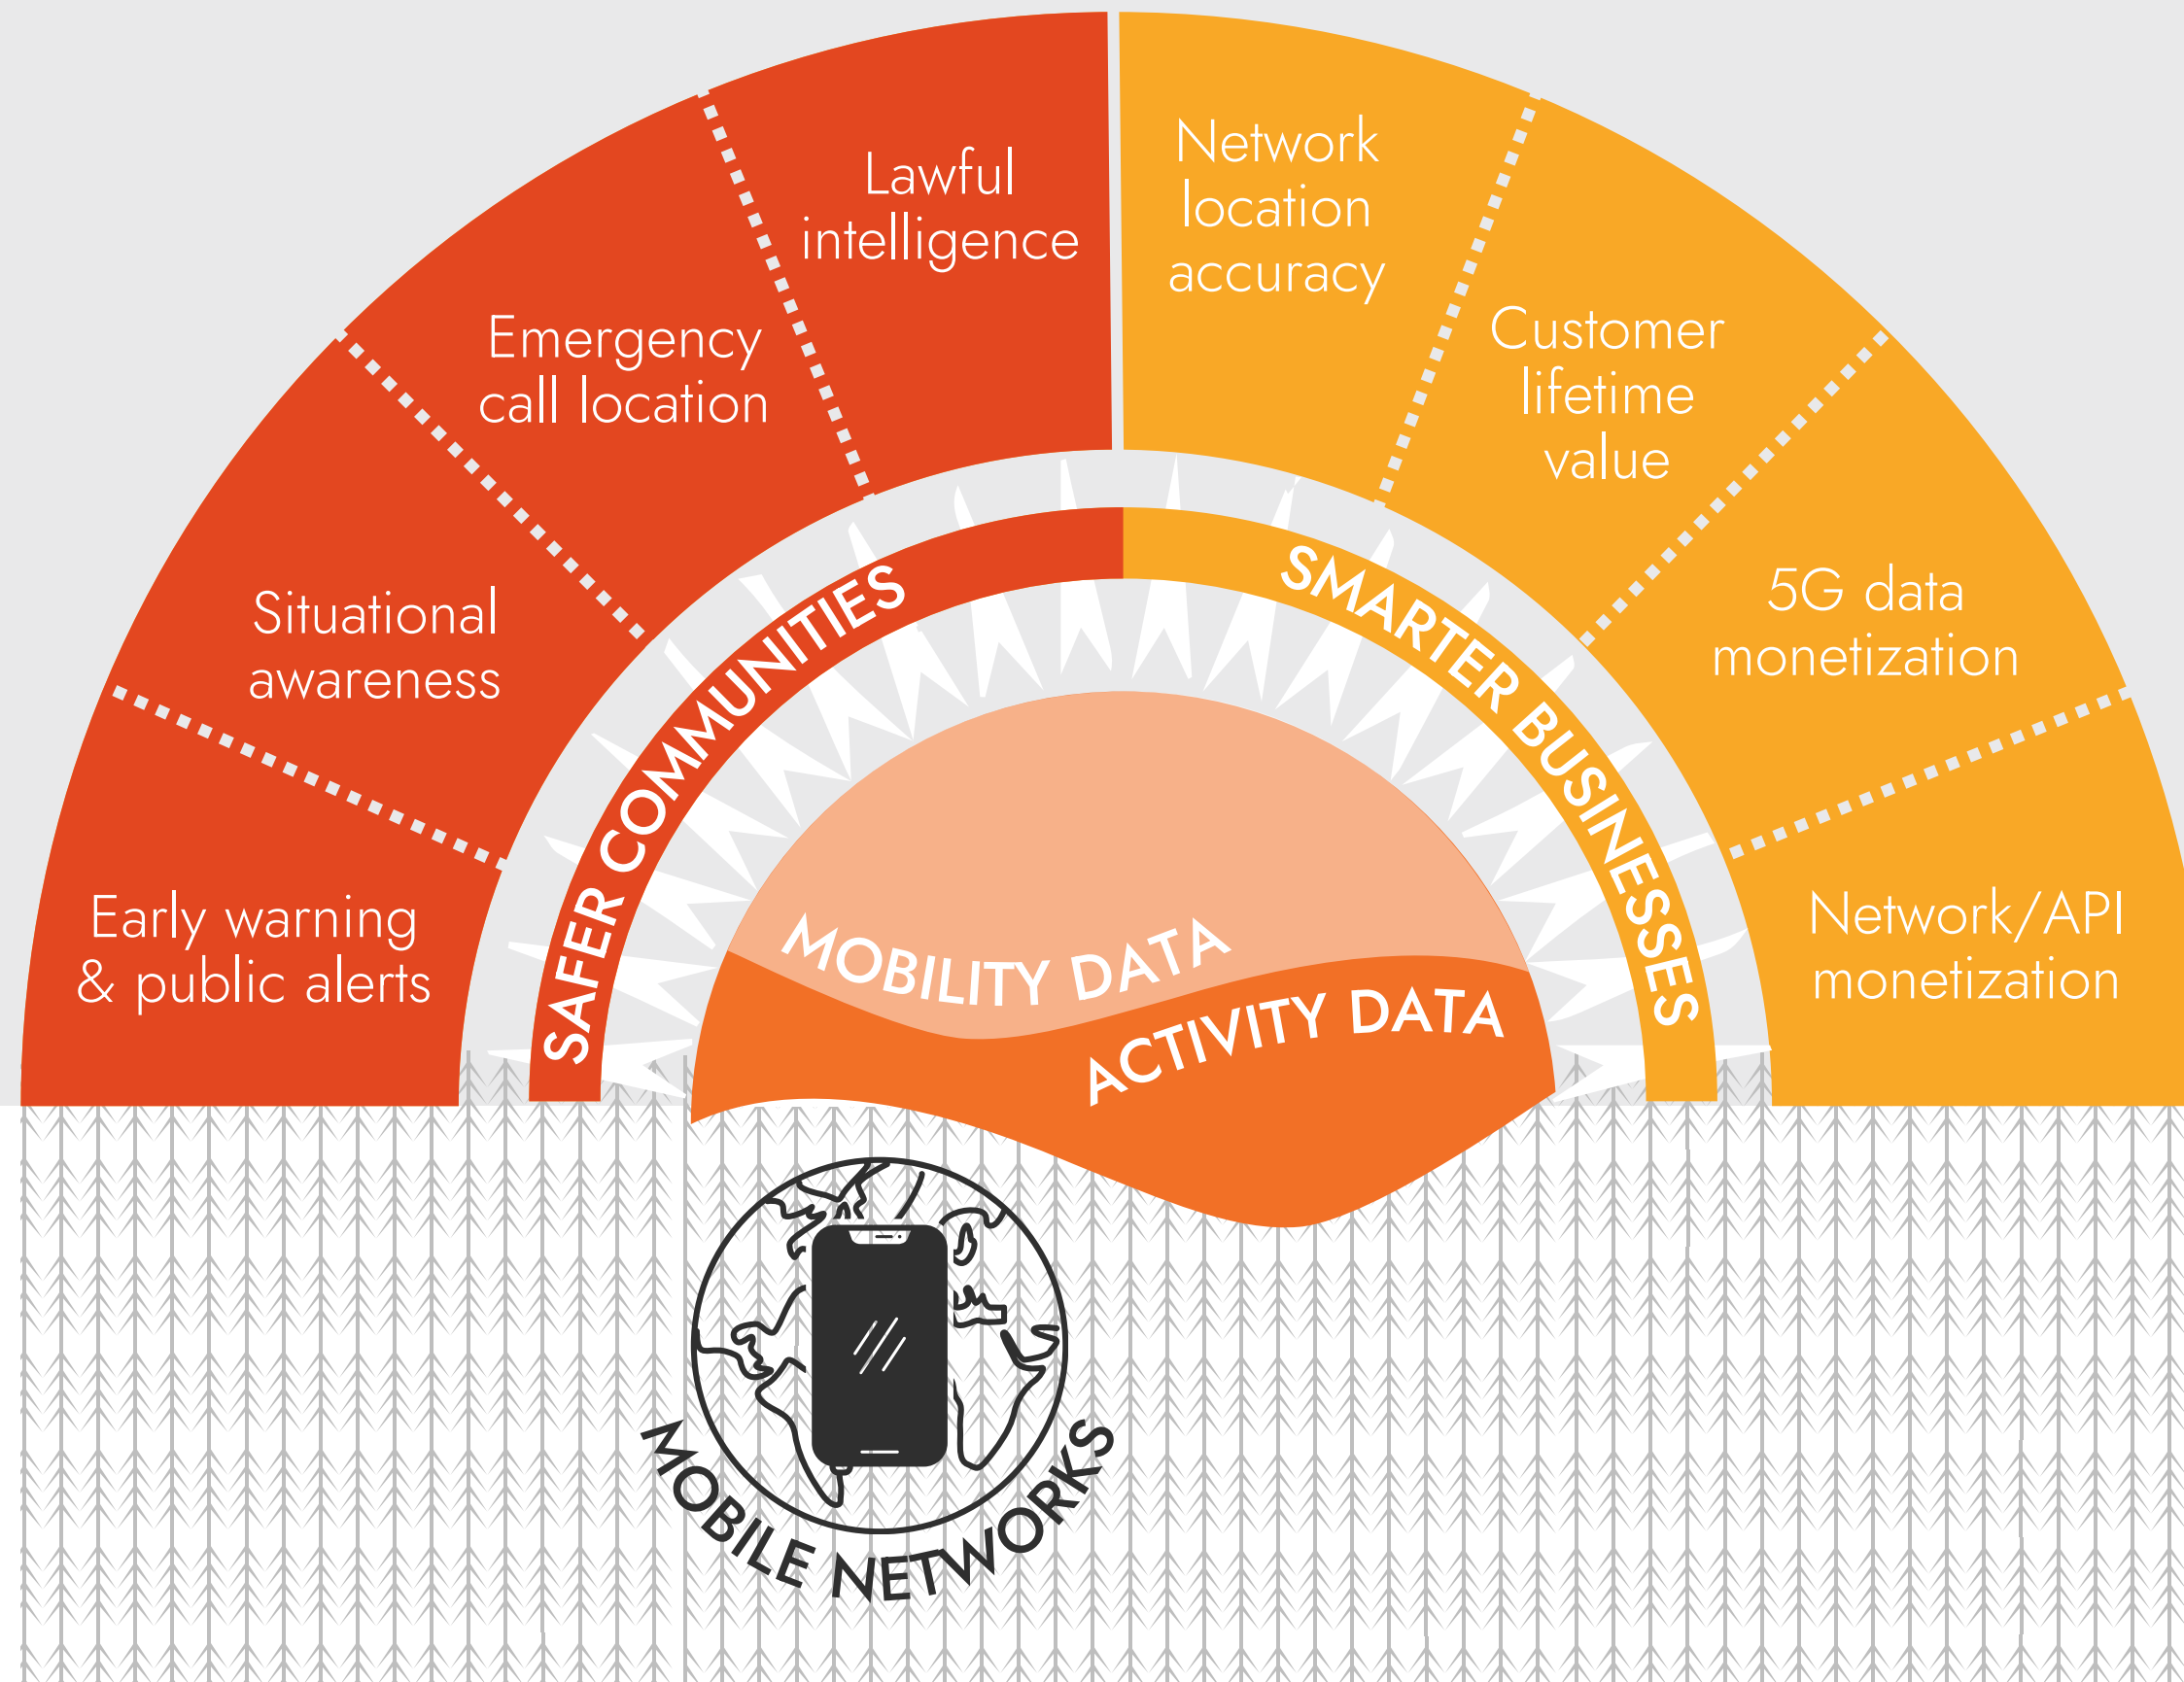 Lawful
intelligence
Network
location
accuracy
Emergency
call location
Customer
lifetime
value
Situational
awareness
5G data
monetization
Early warning
& public alerts
Network/API
monetization
SAFER COMMUNITIES
SMARTER BUSINESSES
MOBILITY DATA
ACTIVITY DATA
MOBILE NETWORKS